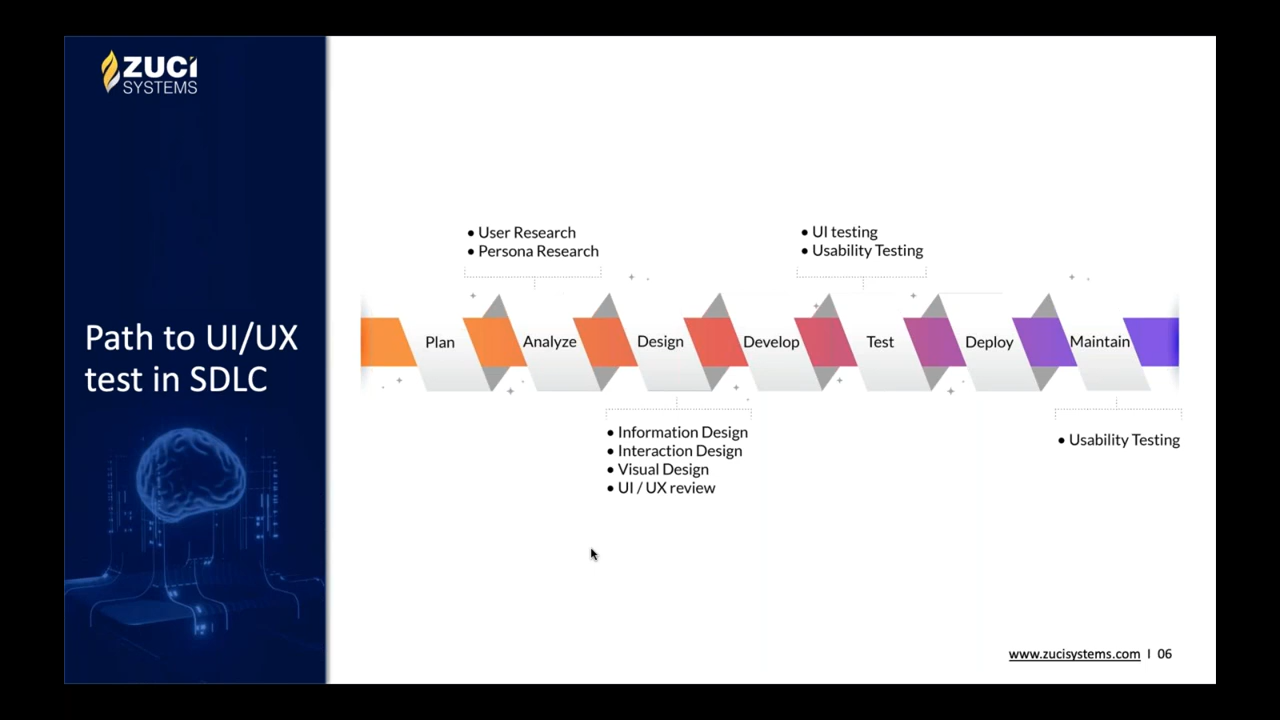 ZUCI
SYSTEMS
Path to UI/UX
test in SDLC
• User Research
• Persona Research
• UI testing
• Usability Testing
Plan
Analyze
Design
Develop
Test
Deploy
Maintain
• Information Design
• Interaction Design
• Visual Design
• UI / UX review
• Usability Testing
www.zucisystems.com I 06